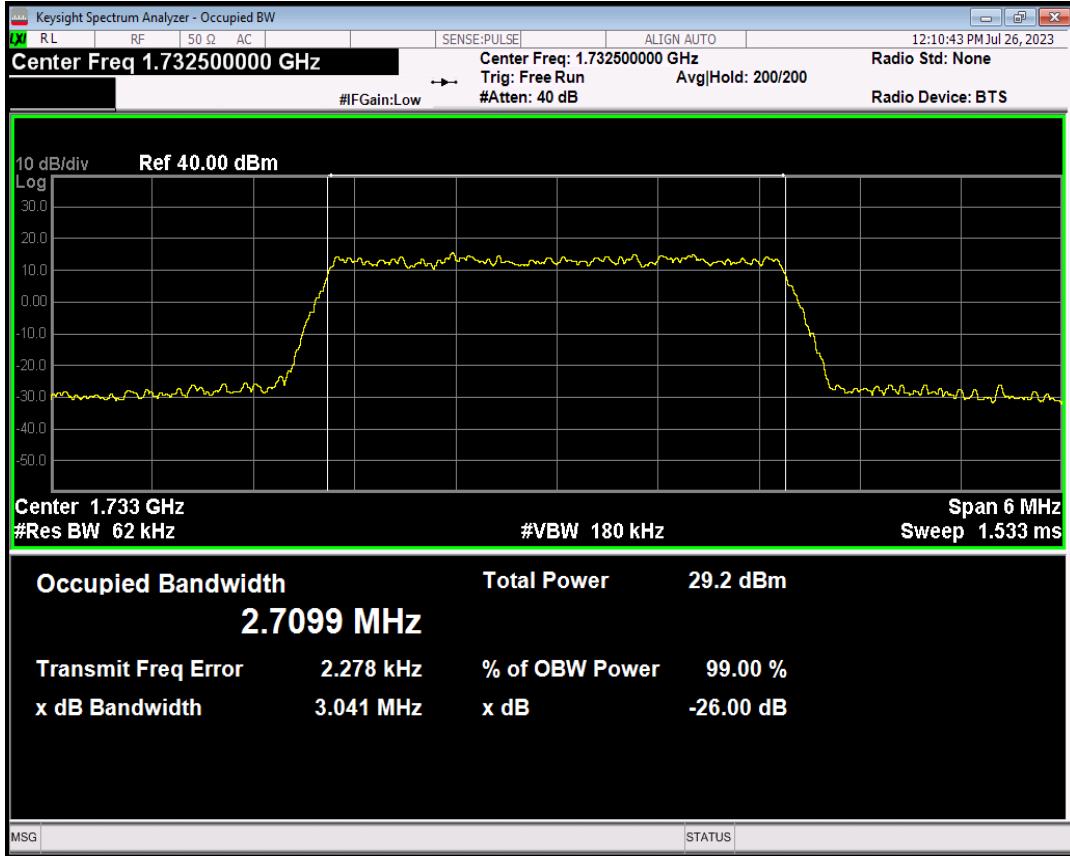 Keysight Spectrum Analyzer - Occupied BW
LXI RL RF 50 Ω AC SENSE:PULSE ALIGN AUTO 12:10:43 PM Jul 26, 2023
Center Freq 1.732500000 GHz
Center Freq: 1.732500000 GHz
Radio Std: None
Trig: Free Run Avg|Hold: 200/200
#IFGain:Low
#Atten: 40 dB
Radio Device: BTS
10 dB/div Ref 40.00 dBm
Log
30.0
20.0
10.0
0.00
-10.0
-20.0
-30.0
-40.0
-50.0
Center 1.733 GHz Span 6 MHz
#Res BW 62 kHz #VBW 180 kHz Sweep 1.533 ms
Occupied Bandwidth Total Power 29.2 dBm
2.7099 MHz
Transmit Freq Error 2.278 kHz % of OBW Power 99.00 %
x dB Bandwidth 3.041 MHz x dB -26.00 dB
MSG STATUS